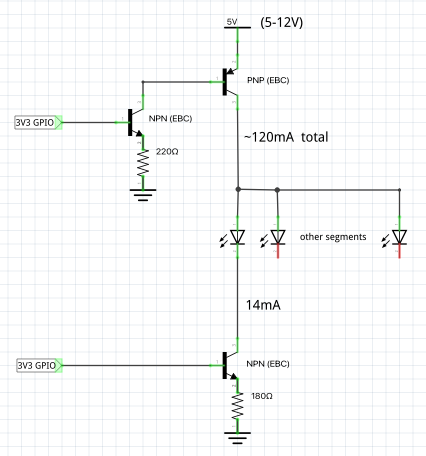 5V (5-12V)
PNP (EBC)
3V3 GPIO
NPN (EBC)
220Ω
~120mA total
other segments
14mA
3V3 GPIO
NPN (EBC)
180Ω